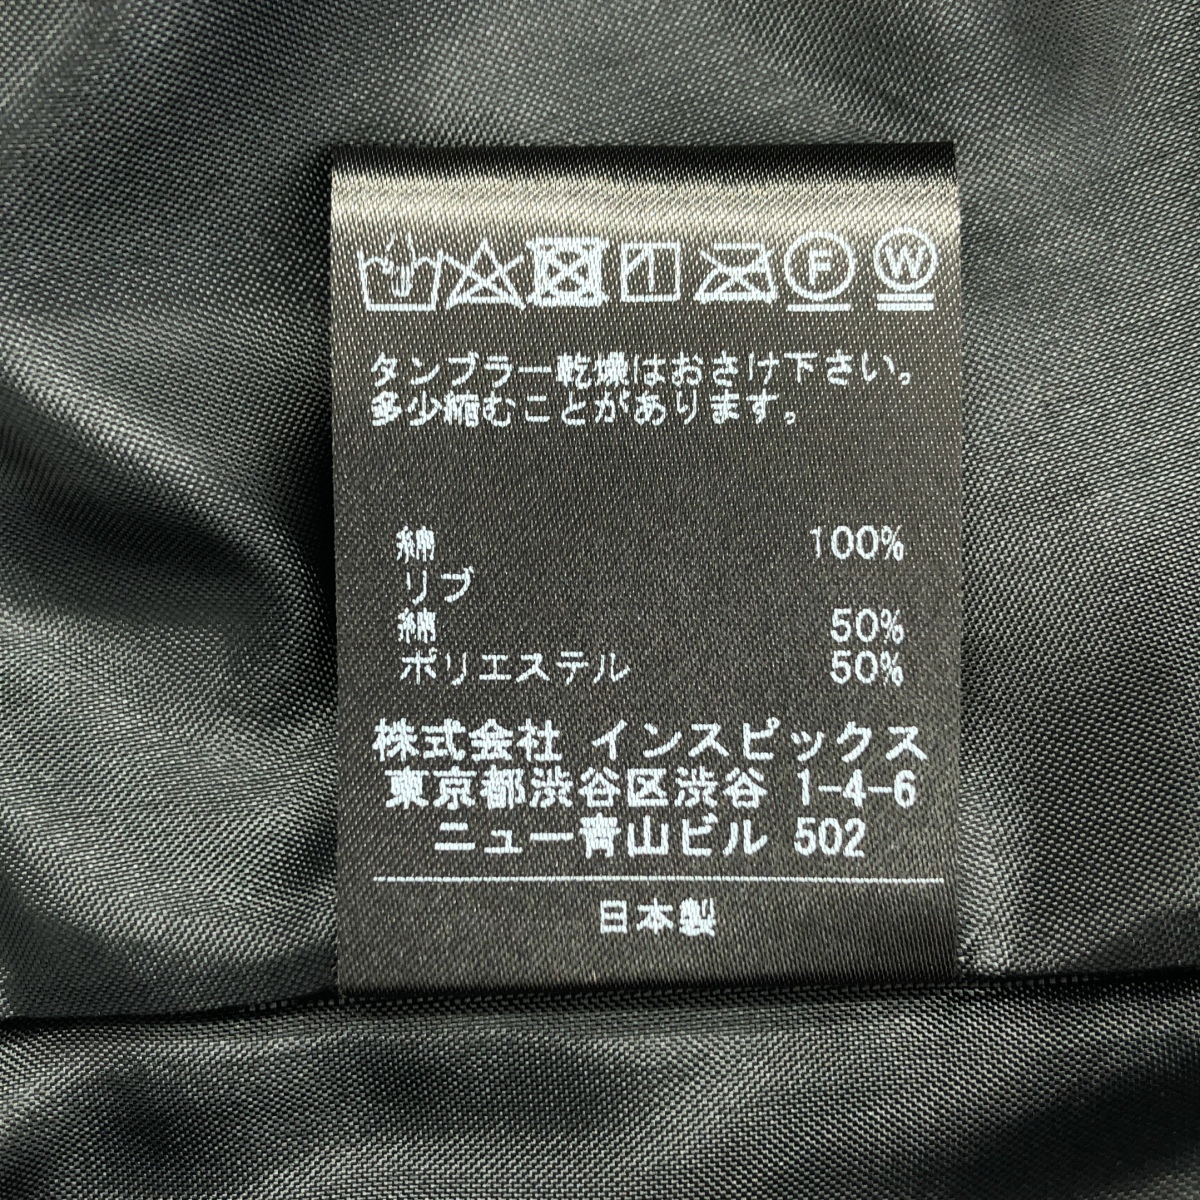 F W
タンブラー乾燥はおさけ下さい。
多少縮むことがあります。
綿 100%
リブ
綿 50%
ポリエステル 50%
株式会社 インスピックス
東京都渋谷区渋谷 1-4-6
ニュー青山ビル 502
日本製